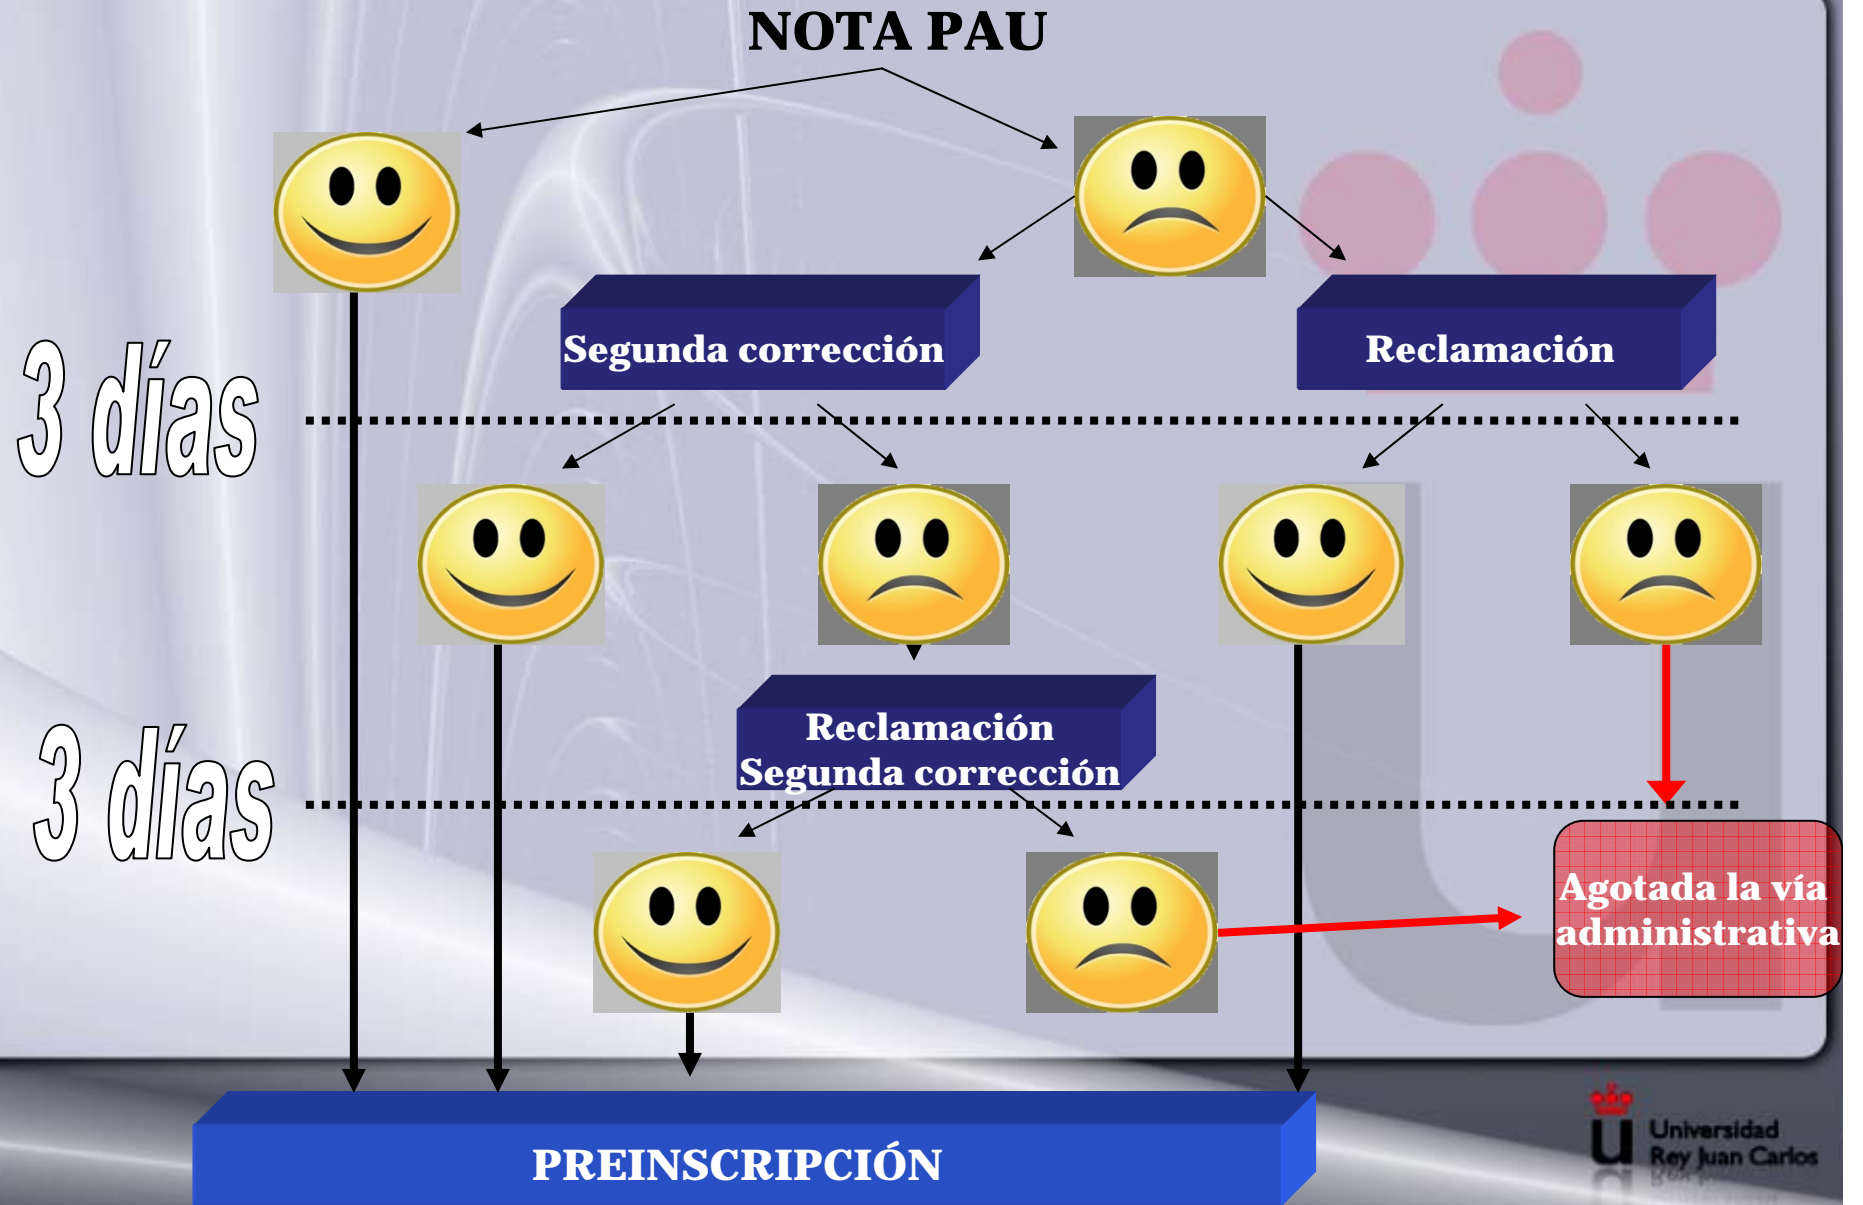 NOTA PAU
Segunda corrección
Reclamación
3 días
Reclamación
Segunda corrección
3 días
Agotada la vía
administrativa
PREINSCRIPCIÓN
Universidad
Rey Juan Carlos